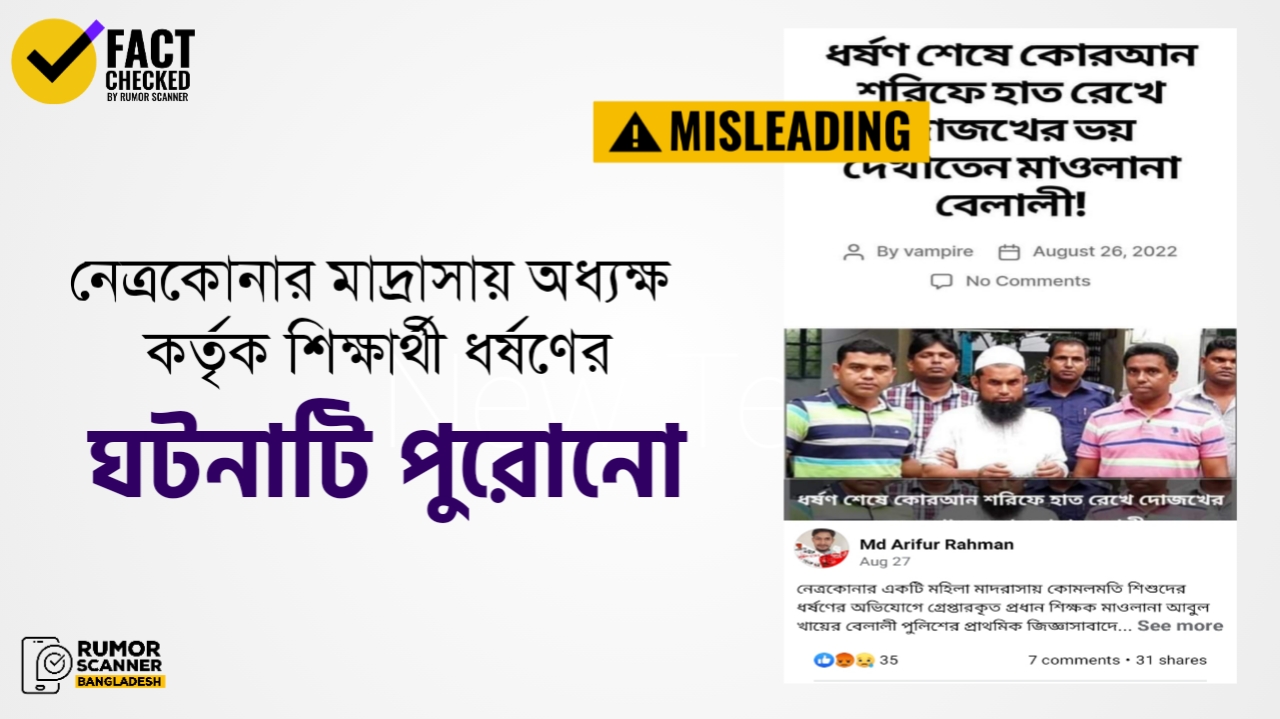 FACT
CHECKED
BY RUMOR SCANNER
নেত্রকোনার মাদ্রাসায় অধ্যক্ষ
কর্তৃক শিক্ষার্থী ধর্ষণের
ঘটনাটি পুরোনো
RUMOR
SCANNER
BANGLADESH
MISLEADING
ধর্ষণ শেষে কোরআন
শরিফে হাত রেখে
ভয়
দেখাতেন মাওলানা
বেলালী!
By vampire August 26, 2022
No Comments
ধর্ষণ শেষে কোরআন শরিফে হাত রেখে দোজখের
Md Arifur Rahman
Aug 27
নেত্রকোনার একটি মহিলা মাদরাসায় কোমলমতি শিশুদের
ধর্ষণের অভিযোগে গ্রেপ্তারকৃত প্রধান শিক্ষক মাওলানা আবুল
খায়ের বেলালী পুলিশের প্রাথমিক জিজ্ঞাসাবাদে... See more
35 7 comments • 31 shares